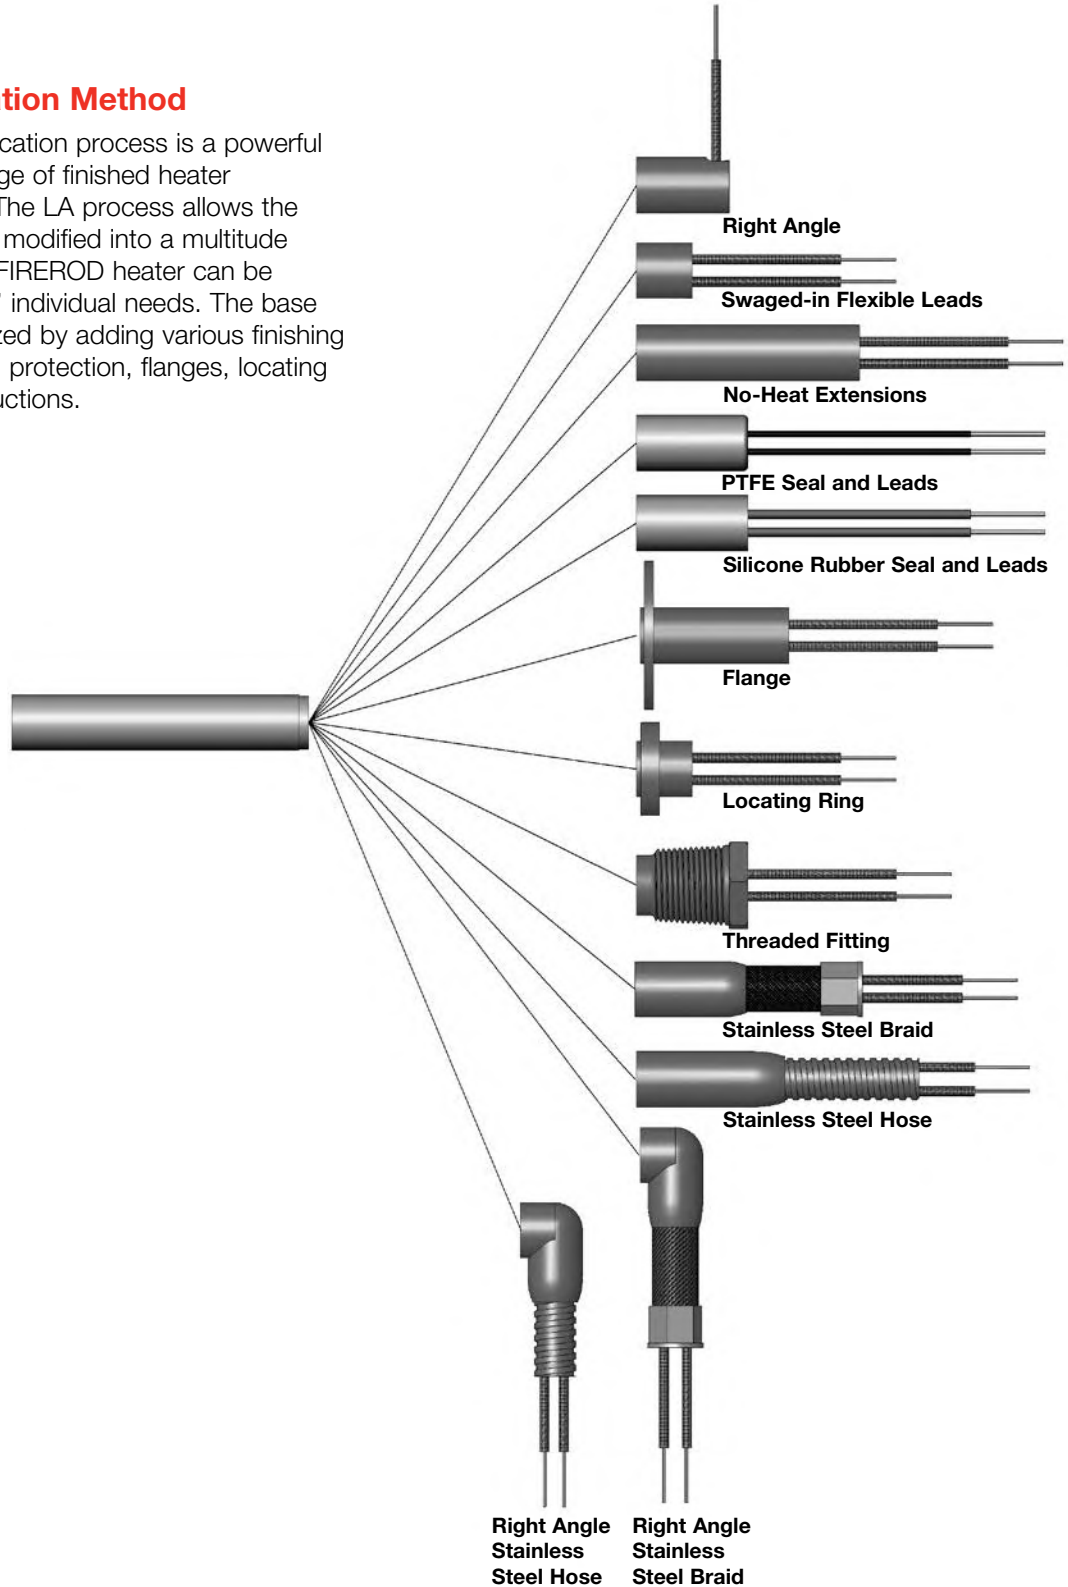 ation Method
cation process is a powerful
ge of finished heater
The LA process allows the
modified into a multitude
FIREROD heater can be
' individual needs. The base
zed by adding various finishing
protection, flanges, locating
uctions.
Right Angle
Swaged-in Flexible Leads
No-Heat Extensions
PTFE Seal and Leads
Silicone Rubber Seal and Leads
Flange
Locating Ring
Threaded Fitting
Stainless Steel Braid
Stainless Steel Hose
Right Angle
Stainless
Steel Hose
Right Angle
Stainless
Steel Braid